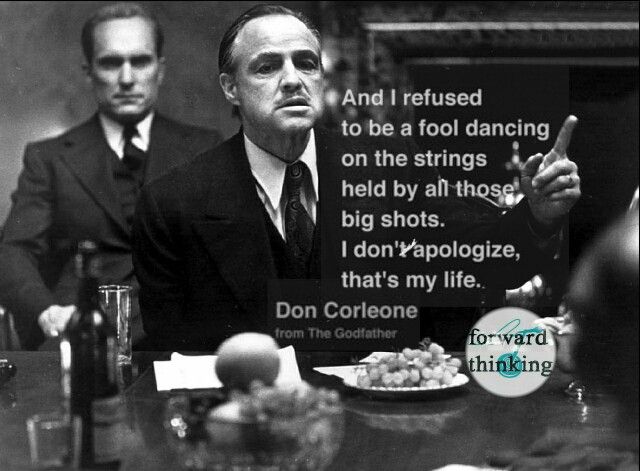 And I refused
to be a fool dancing
on the strings
held by all those
big shots.
I don't apologize,
that's my life.
Don Corleone
from The Godfather
forward
thinking